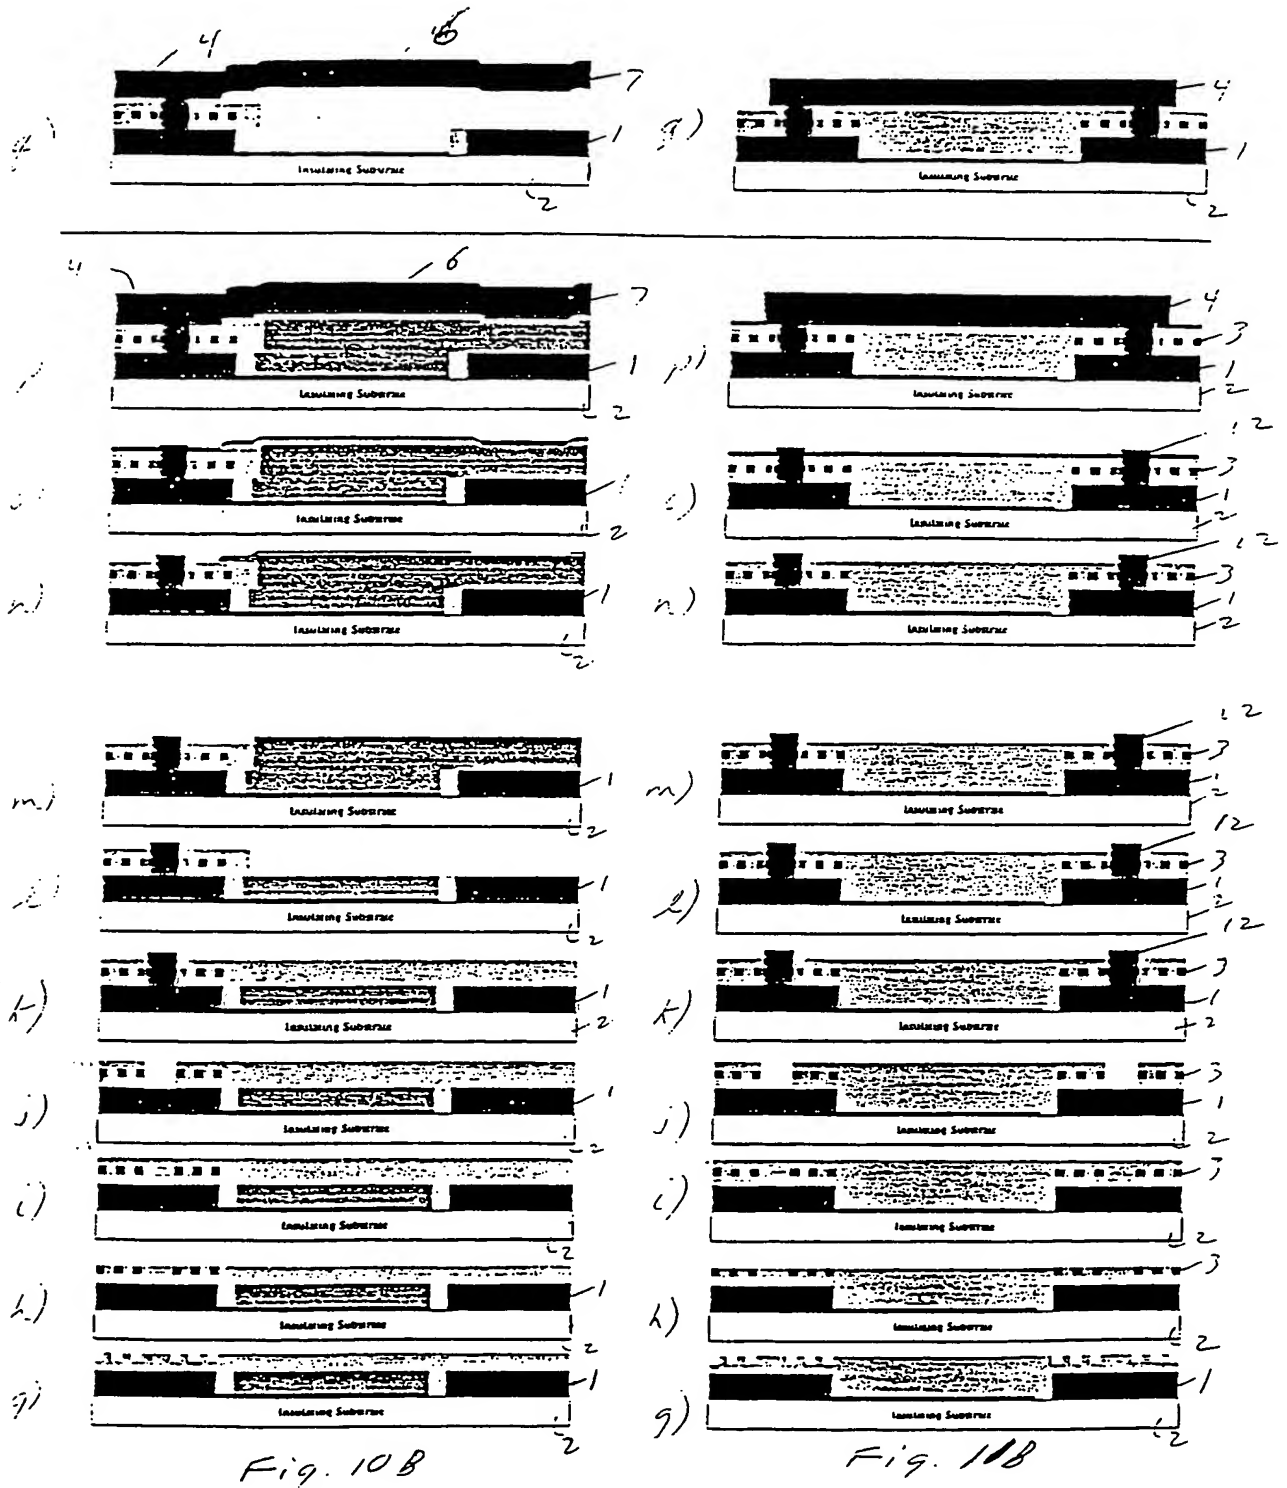 4 6 7
q)
1
Insulating Substrate
2
4
q)
1
Insulating Substrate
2
4 6
7
1
Insulating Substrate
2
4
p)
3
1
Insulating Substrate
2
1
Insulating Substrate
2
12
o)
3
1
Insulating Substrate
2
n)
1
Insulating Substrate
2
12
n)
3
1
Insulating Substrate
2
m)
1
Insulating Substrate
2
12
m)
3
1
Insulating Substrate
2
l)
1
Insulating Substrate
2
12
l)
3
1
Insulating Substrate
2
k)
1
Insulating Substrate
2
12
k)
3
1
Insulating Substrate
2
j)
1
Insulating Substrate
2
j)
3
1
Insulating Substrate
2
i)
Insulating Substrate
2
i)
3
Insulating Substrate
2
h)
1
Insulating Substrate
2
h)
3
Insulating Substrate
2
g)
1
Insulating Substrate
2
g)
1
Insulating Substrate
2
Fig. 10B
Fig. 11B